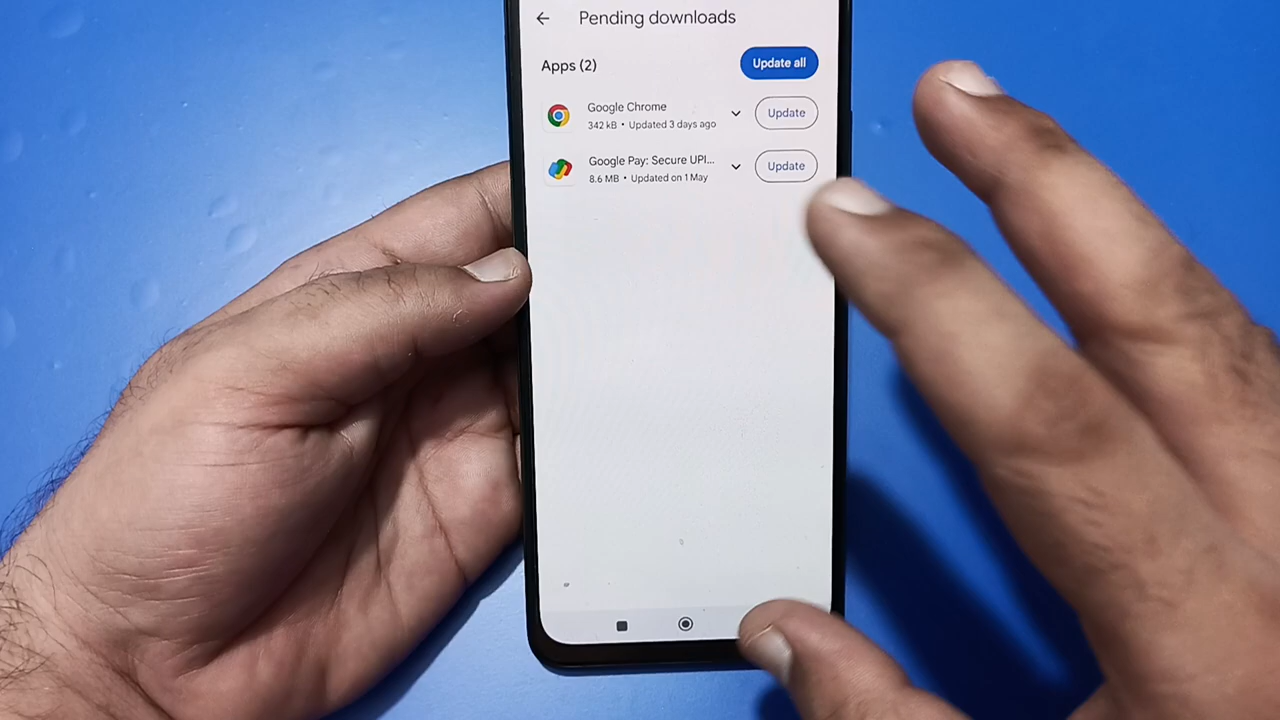 Pending downloads
Apps (2)
Update all
Google Chrome
342 kB • Updated 3 days ago
Update
Google Pay: Secure UPI...
8.6 MB • Updated on 1 May
Update